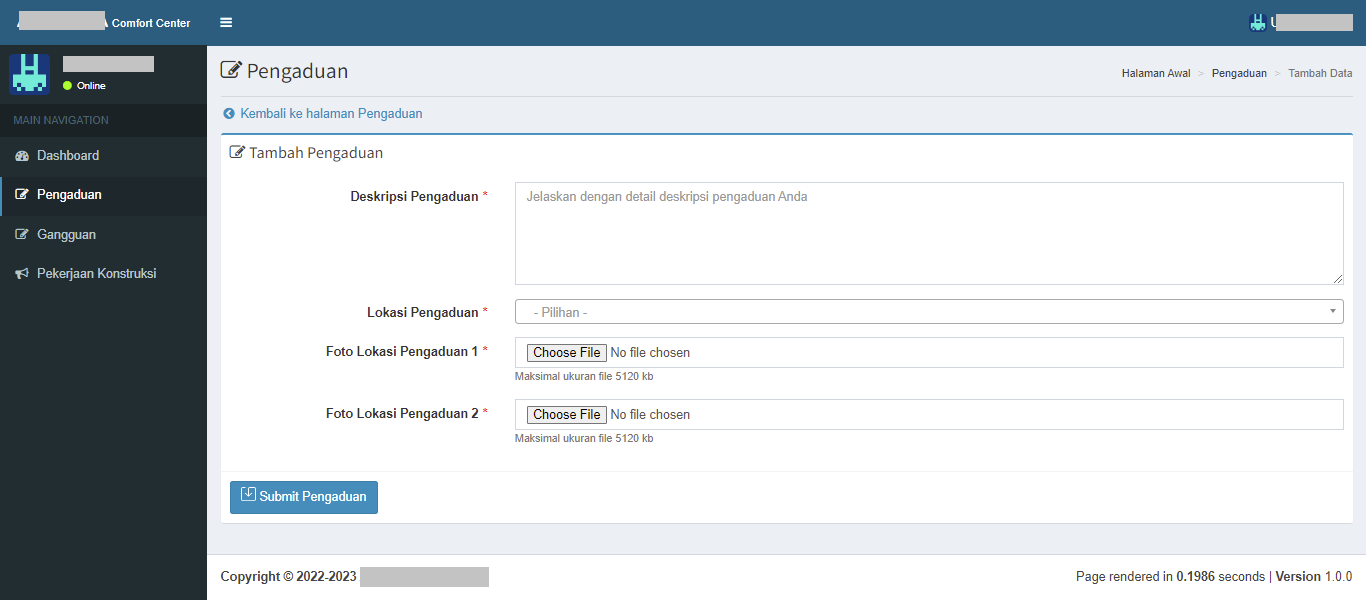 Comfort Center
Online
MAIN NAVIGATION
Dashboard
Pengaduan
Gangguan
Pekerjaan Konstruksi
Pengaduan
Halaman Awal > Pengaduan > Tambah Data
Kembali ke halaman Pengaduan
Tambah Pengaduan
Deskripsi Pengaduan *
Jelaskan dengan detail deskripsi pengaduan Anda
Lokasi Pengaduan *
- Pilihan -
Foto Lokasi Pengaduan 1 *
Choose File No file chosen
Maksimal ukuran file 5120 kb
Foto Lokasi Pengaduan 2 *
Choose File No file chosen
Maksimal ukuran file 5120 kb
Submit Pengaduan
Copyright © 2022-2023
Page rendered in 0.1986 seconds | Version 1.0.0